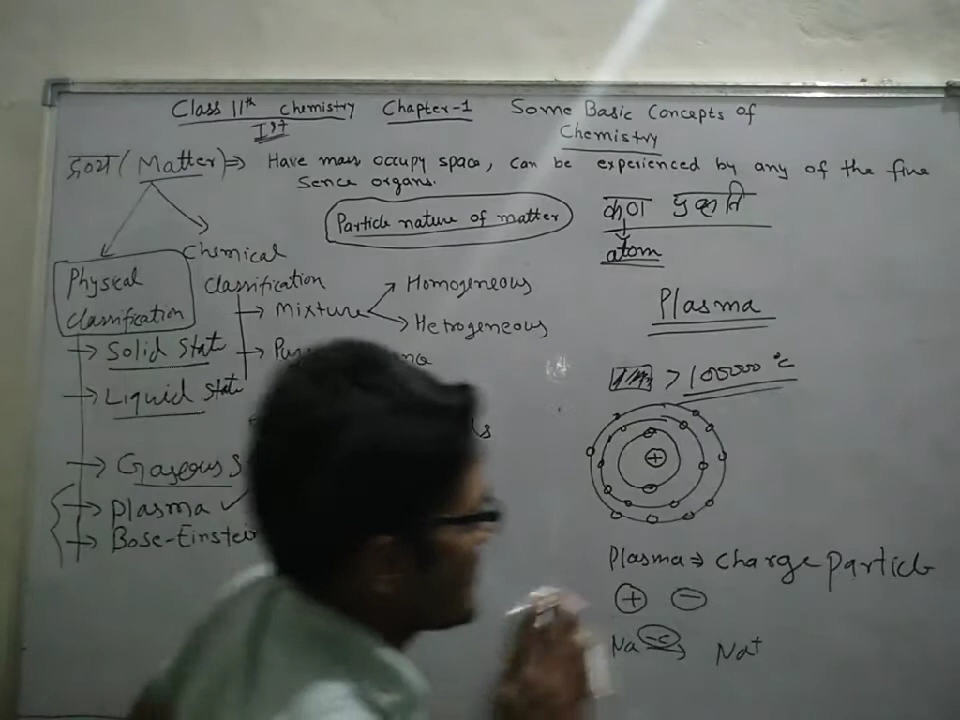 Class 11th Chemistry Chapter-1 Some Basic Concepts of
Chemistry
Ist
द्रव्य (Matter) ⇒ Have mass occupy space, can be experienced by any of the five
sence organs.
Particle nature of matter
कण प्रकृति
atom
Chemical
classification
Physical
classification
→ Mixture
→ Homogeneous
→ Hetrogeneous
→ Solid State
→ Liquid State
→ Gaseous S
→ Plasma ✓
→ Bose-Einstein
Plasma
> 100000 °C
+
Plasma ⇒ Charge Particle
+ −
Na Na⁺